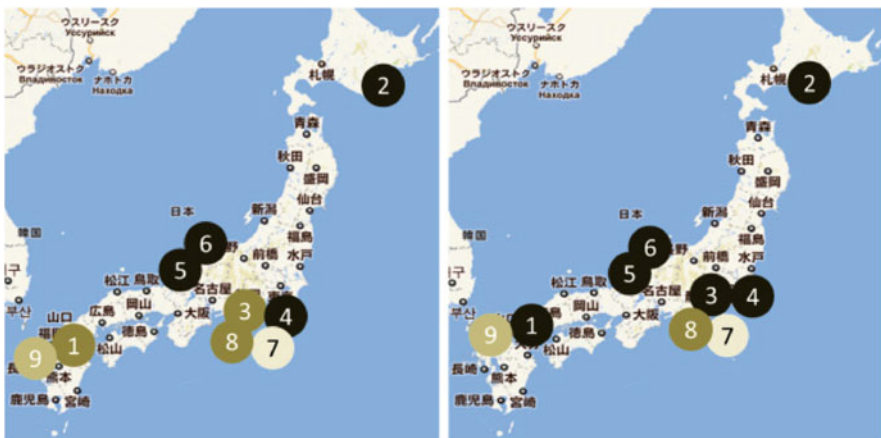 ウスリースク
Уссурийск
ウラジオストク
Владивосток
ナホトカ
Находка
札幌
2
青森
秋田
盛岡
仙台
日本
新潟
韓国
6
福島
前橋
水戸
5
松江
鳥取
名古屋
3
4
부산
山口
広島
岡山
大阪
8
7
1
徳島
松山
9
熊本
宮崎
鹿児島
ウスリースク
Уссурийск
ウラジオストク
Владивосток
ナホトカ
Находка
札幌
2
青森
秋田
盛岡
仙台
日本
新潟
韓国
6
福島
前橋
水戸
5
松江
鳥取
名古屋
3
4
부산
広島
岡山
大阪
8
7
1
徳島
松山
9
長崎
熊本
宮崎
鹿児島